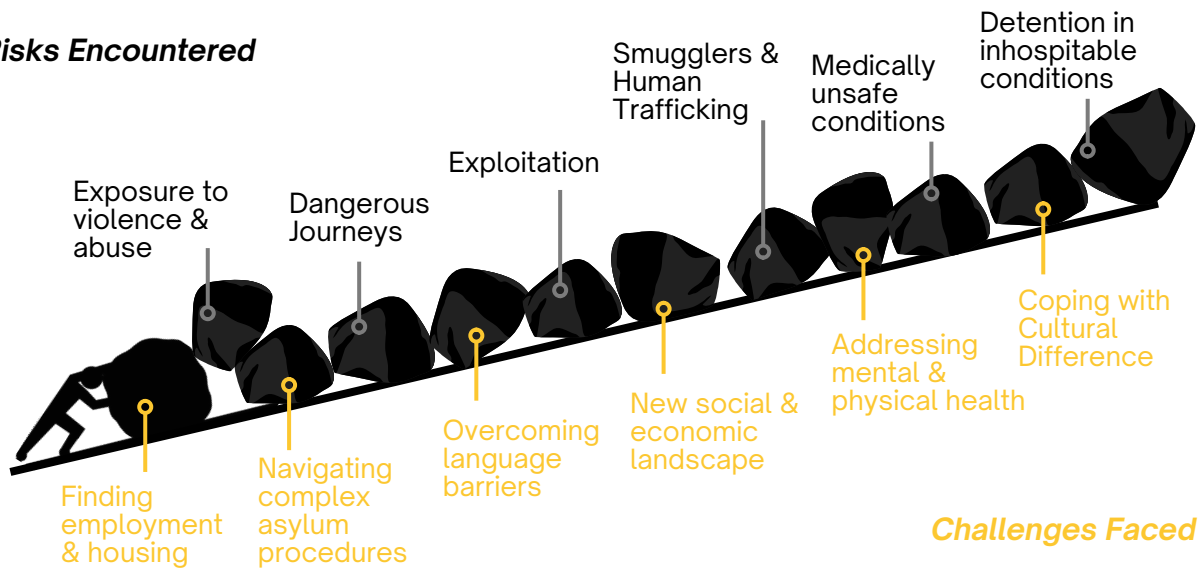 Risks Encountered
Exposure to
violence &
abuse
Dangerous
Journeys
Exploitation
Smugglers &
Human
Trafficking
Medically
unsafe
conditions
Detention in
inhospitable
conditions
Finding
employment
& housing
Navigating
complex
asylum
procedures
Overcoming
language
barriers
New social &
economic
landscape
Addressing
mental &
physical health
Coping with
Cultural
Difference
Challenges Faced